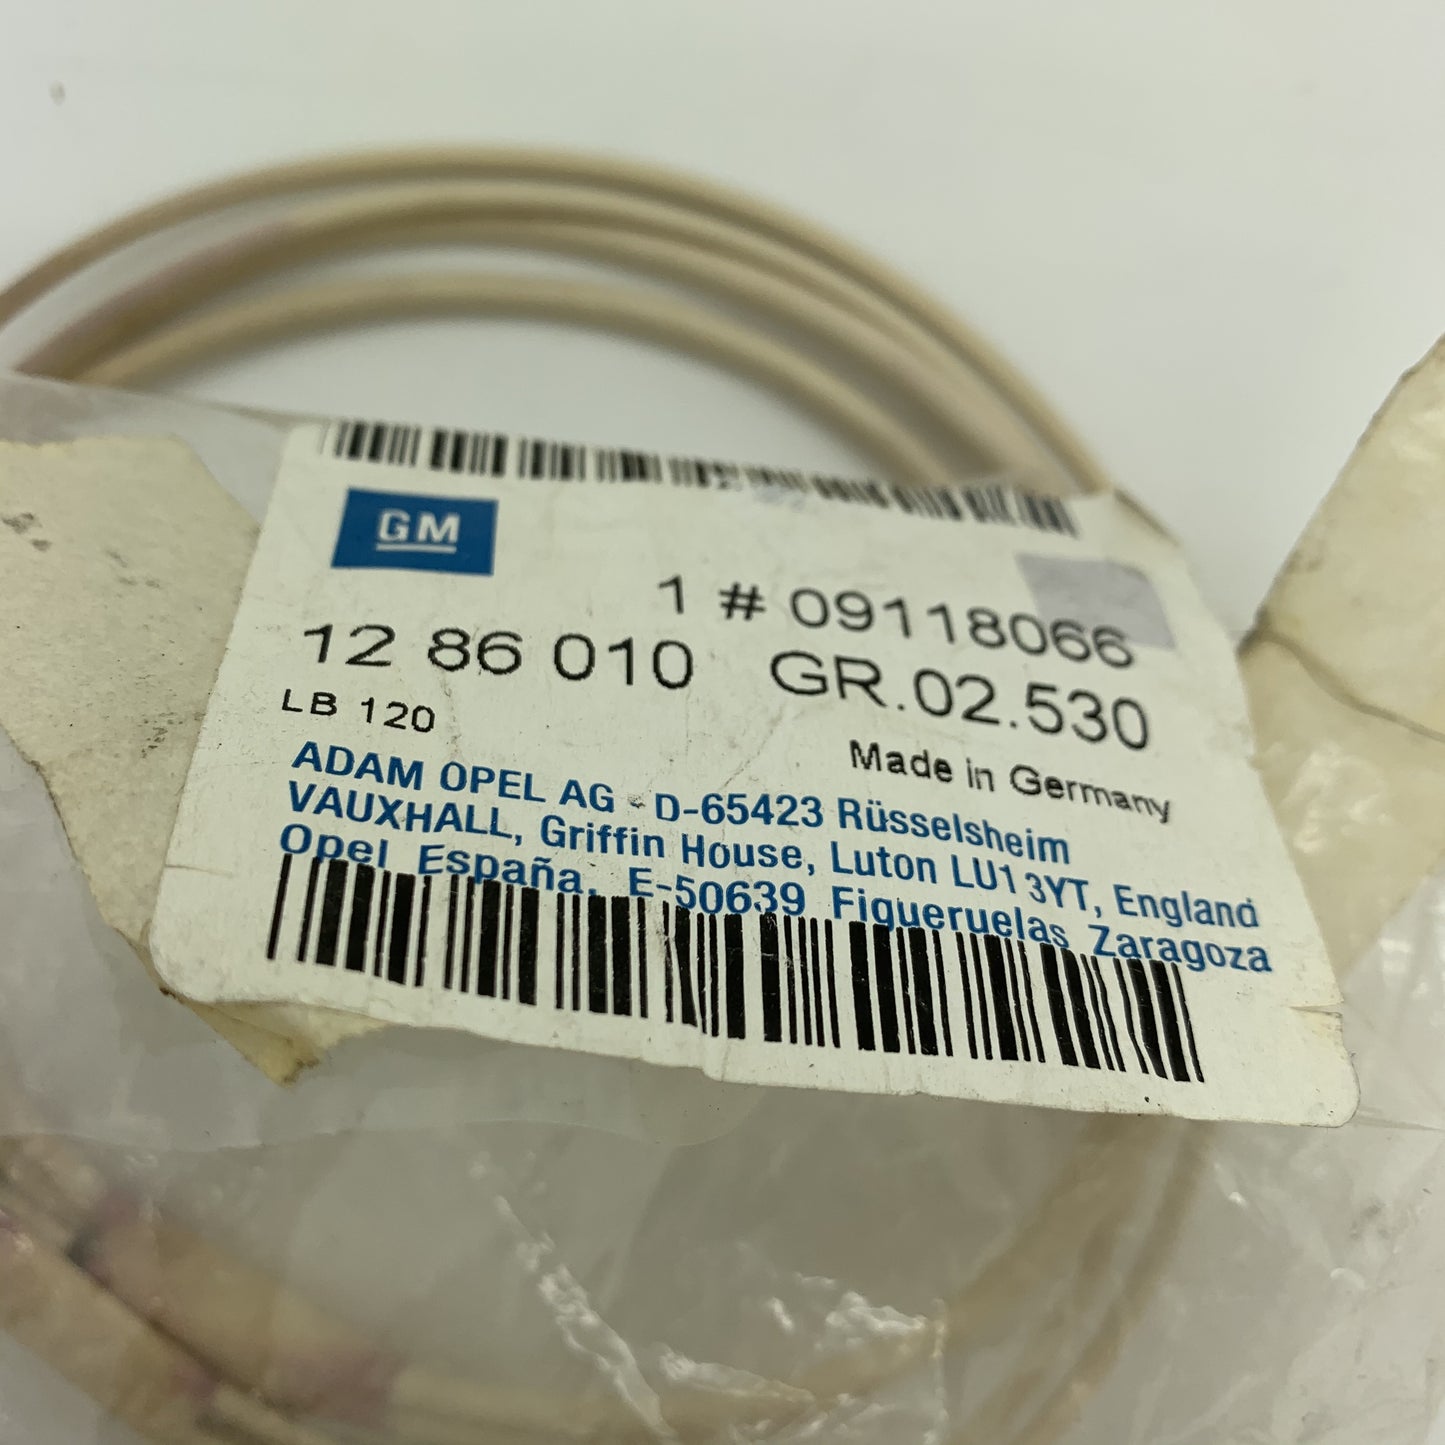 GM
1 # 09118066
12 86 010 GR.02.530
LB 120
Made in Germany
ADAM OPEL AG - D-65423 Rüsselsheim
VAUXHALL, Griffin House, Luton LU1 3YT, England
Opel España, E-50639 Figueruelas Zaragoza